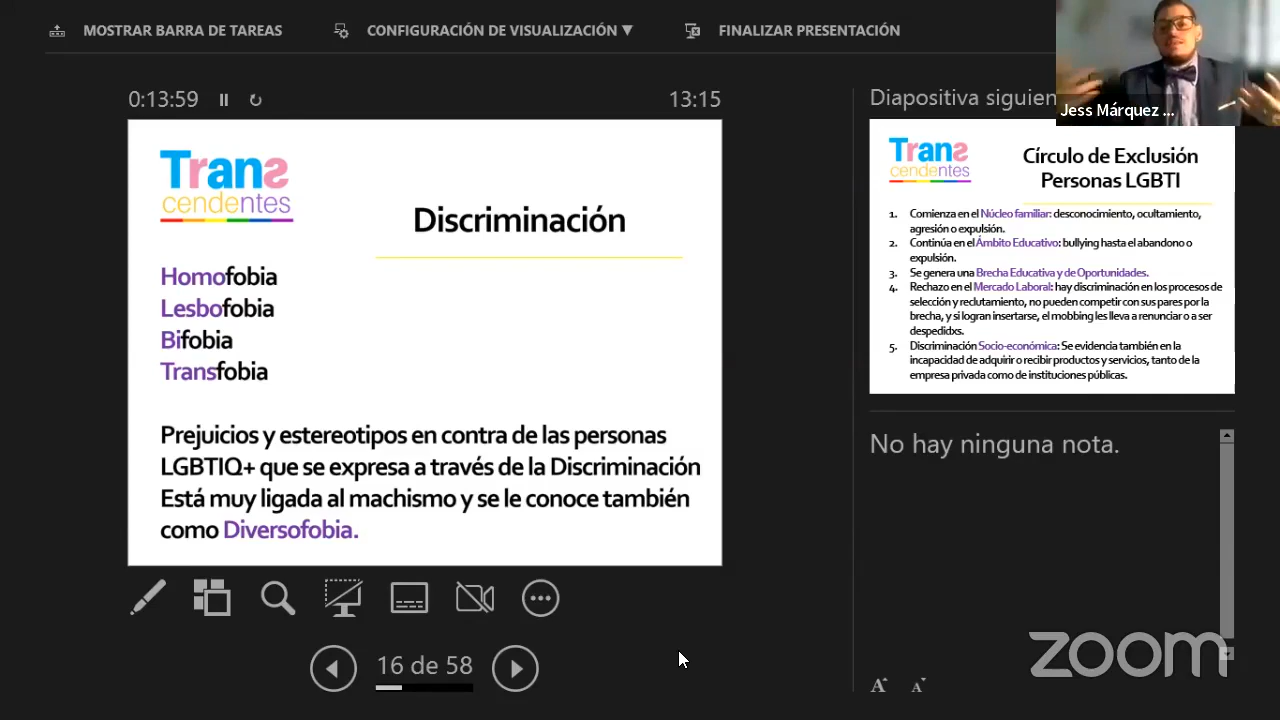 MOSTRAR BARRA DE TAREAS
CONFIGURACIÓN DE VISUALIZACIÓN ▼
FINALIZAR PRESENTACIÓN
0:13:59
13:15
Trans
cendentes
Discriminación
Homofobia
Lesbofobia
Bifobia
Transfobia
Prejuicios y estereotipos en contra de las personas
LGBTIQ+ que se expresa a través de la Discriminación
Está muy ligada al machismo y se le conoce también
como Diversofobia.
16 de 58
Jess Márquez ...
Diapositiva siguien
Trans
cendentes
Círculo de Exclusión
Personas LGBTI
1. Comienza en el Núcleo familiar: desconocimiento, ocultamiento,
agresión o expulsión.
2. Continúa en el Ámbito Educativo: bullying hasta el abandono o
expulsión.
3. Se genera una Brecha Educativa y de Oportunidades.
4. Rechazo en el Mercado Laboral: hay discriminación en los procesos de
selección y reclutamiento, no pueden competir con sus pares por la
brecha, y si logran insertarse, el mobbing les lleva a renunciar o a ser
despedidxs.
5. Discriminación Socio-económica: Se evidencia también en la
incapacidad de adquirir o recibir productos y servicios, tanto de la
empresa privada como de instituciones públicas.
No hay ninguna nota.
A A
zoom